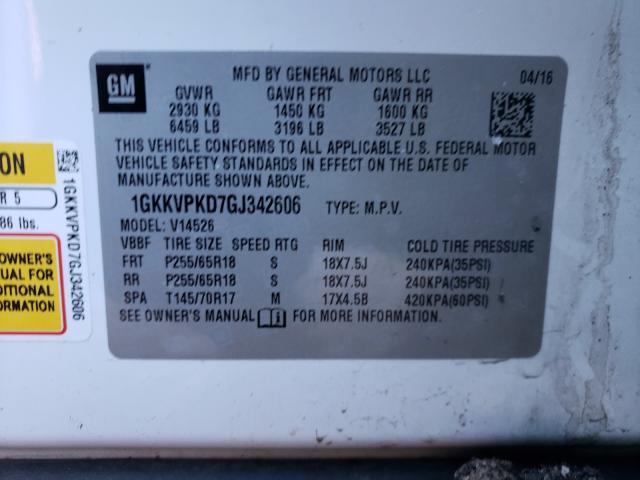 GM
MFD BY GENERAL MOTORS LLC 04/16
GVWR GAWR FRT GAWR RR
2930 KG 1450 KG 1600 KG
6459 LB 3196 LB 3527 LB
THIS VEHICLE CONFORMS TO ALL APPLICABLE U.S. FEDERAL MOTOR
VEHICLE SAFETY STANDARDS IN EFFECT ON THE DATE OF
MANUFACTURE SHOWN ABOVE.
1GKKVPKD7GJ342606 TYPE: M.P.V.
MODEL: V14526
VBBF TIRE SIZE SPEED RTG RIM COLD TIRE PRESSURE
FRT P255/65R18 S 18X7.5J 240KPA(35PSI)
RR P255/65R18 S 18X7.5J 240KPA(35PSI)
SPA T145/70R17 M 17X4.5B 420KPA(60PSI)
SEE OWNER'S MANUAL FOR MORE INFORMATION.
ON
R 5
86 lbs.
OWNER'S
UAL FOR
MATION
1GKKVPKD7GJ342606